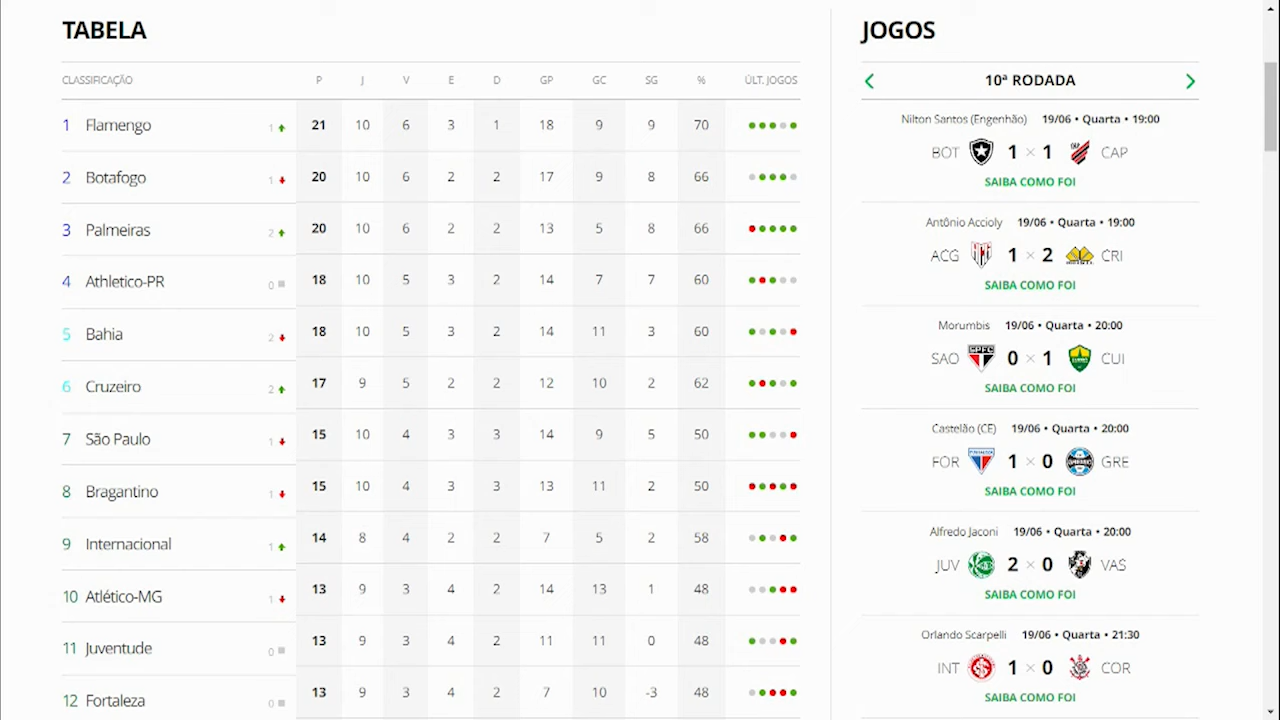 TABELA
CLASSIFICAÇÃO P J V E D GP GC SG % ÚLT. JOGOS
1 Flamengo 1 21 10 6 3 1 18 9 9 70
2 Botafogo 1 20 10 6 2 2 17 9 8 66
3 Palmeiras 2 20 10 6 2 2 13 5 8 66
4 Athletico-PR 0 18 10 5 3 2 14 7 7 60
5 Bahia 2 18 10 5 3 2 14 11 3 60
6 Cruzeiro 2 17 9 5 2 2 12 10 2 62
7 São Paulo 1 15 10 4 3 3 14 9 5 50
8 Bragantino 1 15 10 4 3 3 13 11 2 50
9 Internacional 1 14 8 4 2 2 7 5 2 58
10 Atlético-MG 1 13 9 3 4 2 14 13 1 48
11 Juventude 0 13 9 3 4 2 11 11 0 48
12 Fortaleza 0 13 9 3 4 2 7 10 -3 48
JOGOS
10ª RODADA
Nilton Santos (Engenhão) 19/06 • Quarta • 19:00
BOT 1 × 1 CAP
SAIBA COMO FOI
Antônio Accioly 19/06 • Quarta • 19:00
ACG 1 × 2 CRI
SAIBA COMO FOI
Morumbis 19/06 • Quarta • 20:00
SAO 0 × 1 CUI
SAIBA COMO FOI
Castelão (CE) 19/06 • Quarta • 20:00
FOR 1 × 0 GRE
SAIBA COMO FOI
Alfredo Jaconi 19/06 • Quarta • 20:00
JUV 2 × 0 VAS
SAIBA COMO FOI
Orlando Scarpelli 19/06 • Quarta • 21:30
INT 1 × 0 COR
SAIBA COMO FOI